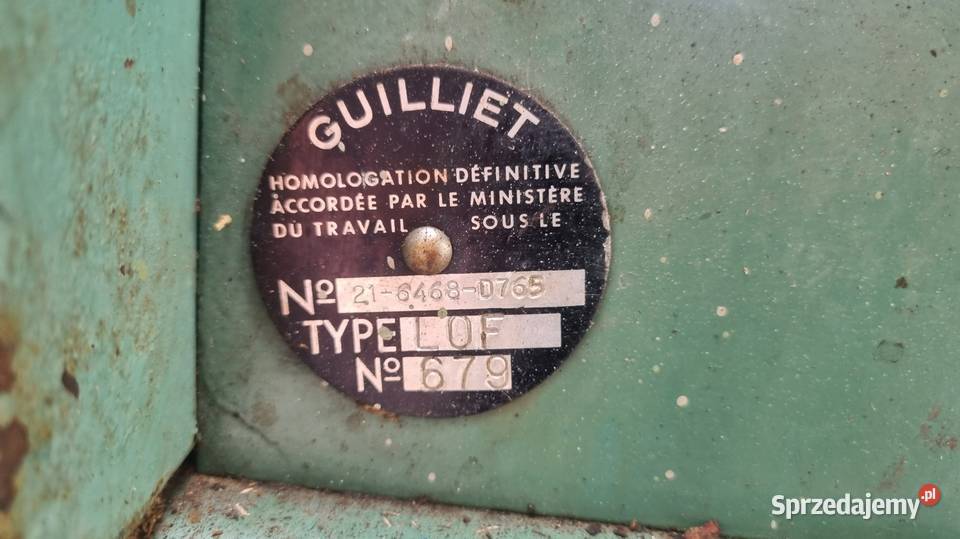 GUILLIET
HOMOLOGATION DÉFINITIVE
ACCORDÉE PAR LE MINISTÈRE
DU TRAVAIL SOUS LE
Nº 21-6468-D765
TYPE LOF
Nº 679
Sprzedajemy.pl